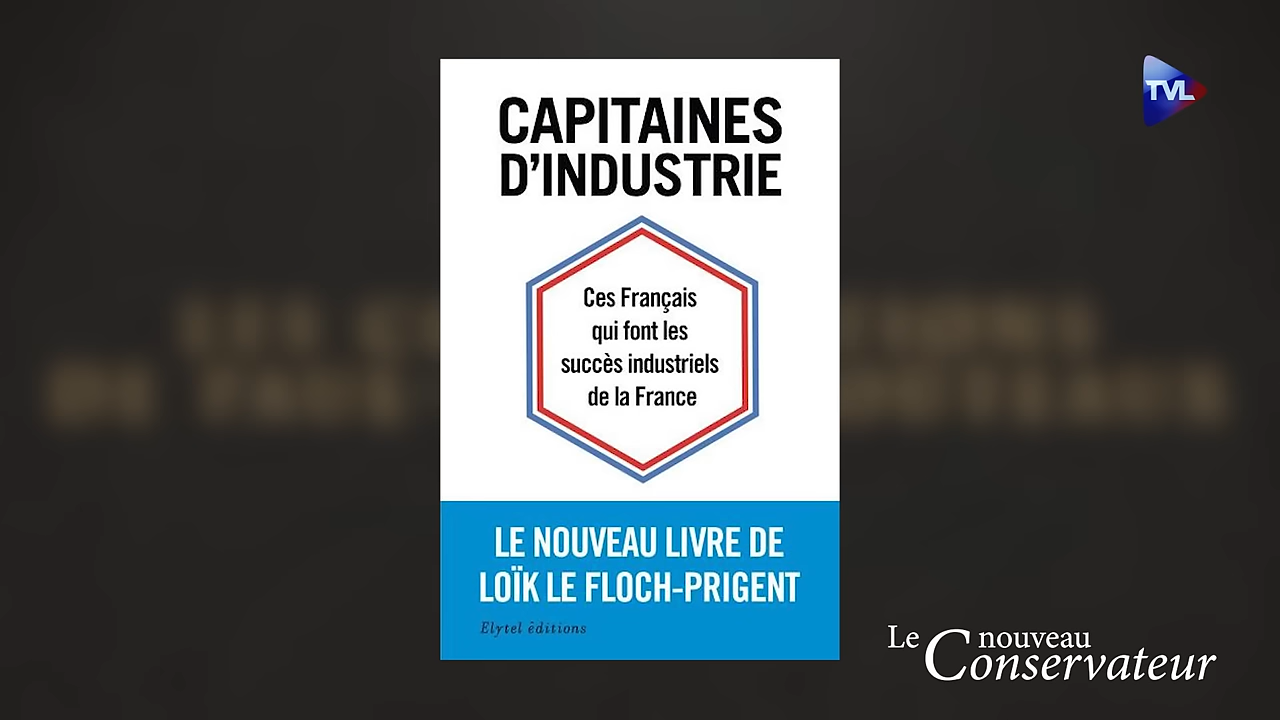 TVL
CAPITAINES
D'INDUSTRIE
Ces Français
qui font les
succès industriels
de la France
LE NOUVEAU LIVRE DE
LOÏK LE FLOCH-PRIGENT
Elytel éditions
Le nouveau
Conservateur